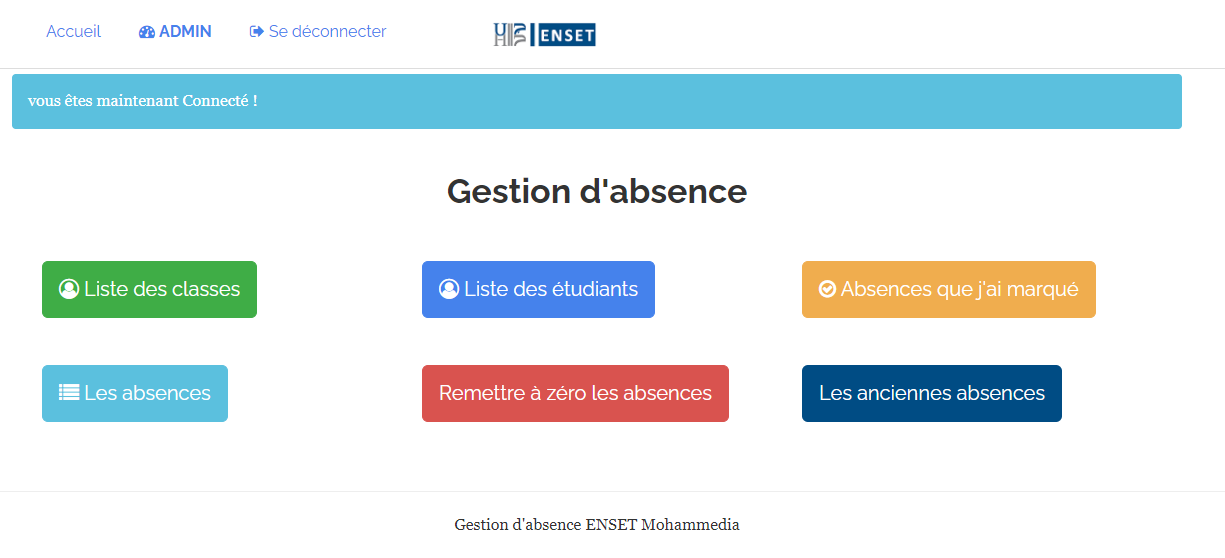 Accueil ADMIN Se déconnecter ENSET
vous êtes maintenant Connecté !
Gestion d'absence
Liste des classes Liste des étudiants Absences que j'ai marqué
Les absences Remettre à zéro les absences Les anciennes absences
Gestion d'absence ENSET Mohammedia